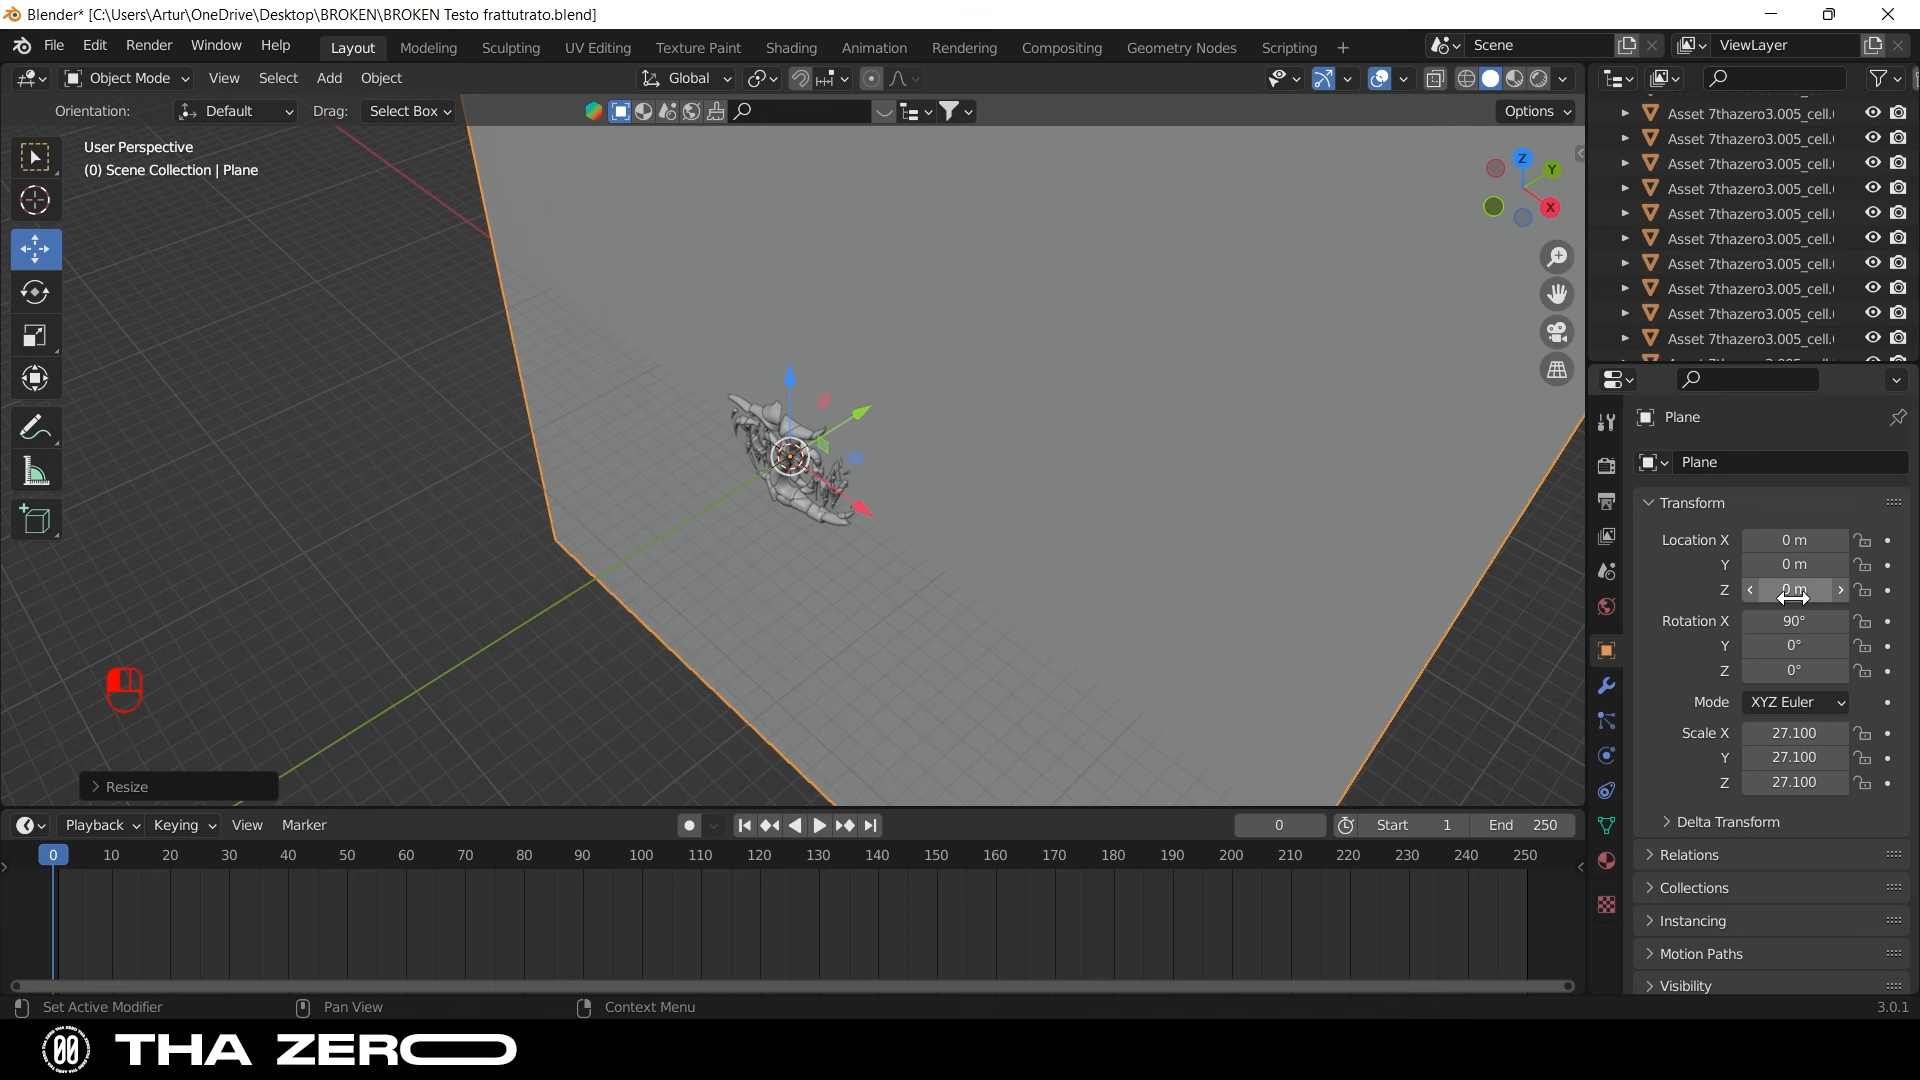 Blender* [C:\Users\Artur\OneDrive\Desktop\BROKEN\BROKEN Testo frattutrato.blend]
File Edit Render Window Help Layout Modeling Sculpting UV Editing Texture Paint Shading Animation Rendering Compositing Geometry Nodes Scripting + Scene ViewLayer
Object Mode View Select Add Object Global
Orientation: Default Drag: Select Box Options
User Perspective
(0) Scene Collection | Plane
Z
Y
X
Asset 7thazero3.005_cell.
Asset 7thazero3.005_cell.
Asset 7thazero3.005_cell.
Asset 7thazero3.005_cell.
Asset 7thazero3.005_cell.
Asset 7thazero3.005_cell.
Asset 7thazero3.005_cell.
Asset 7thazero3.005_cell.
Asset 7thazero3.005_cell.
Asset 7thazero3.005_cell.
Plane
Plane
Transform
Location X 0 m
Y 0 m
Z 0 m
Rotation X 90°
Y 0°
Z 0°
Mode XYZ Euler
Scale X 27.100
Y 27.100
Z 27.100
Delta Transform
Relations
Collections
Instancing
Motion Paths
Visibility
Resize
Playback Keying View Marker 0 Start 1 End 250
0 10 20 30 40 50 60 70 80 90 100 110 120 130 140 150 160 170 180 190 200 210 220 230 240 250
Set Active Modifier Pan View Context Menu 3.0.1
00 THA ZERO